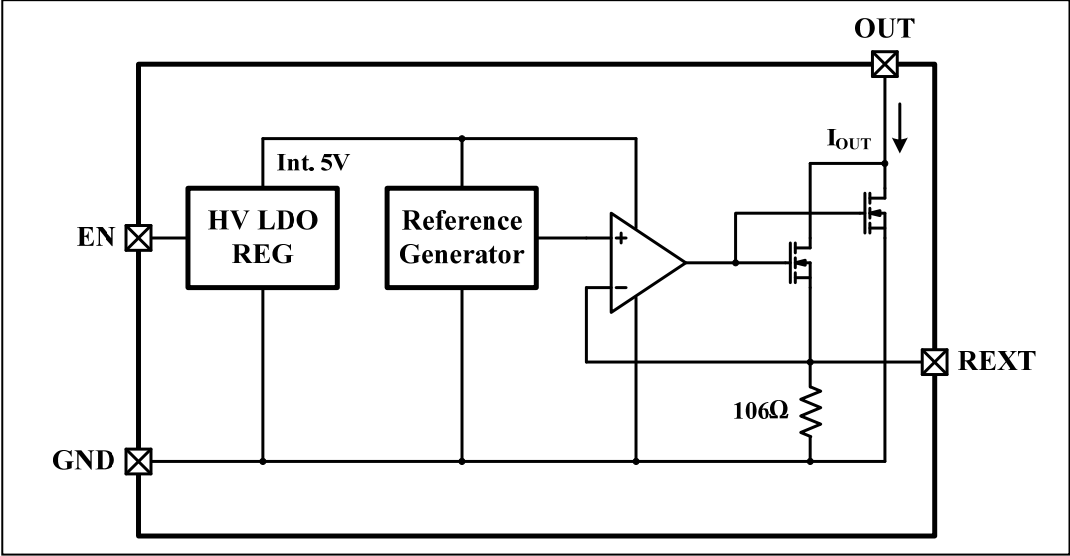 OUT
IOUT
Int. 5V
HV LDO
REG
Reference
Generator
EN
+
−
REXT
106Ω
GND